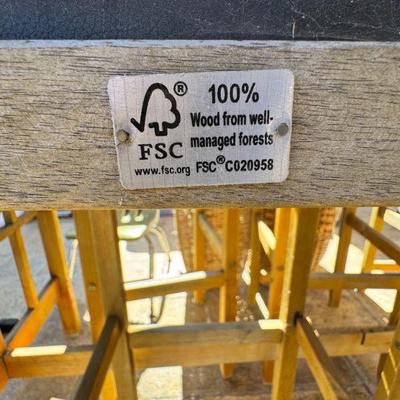 100%
Wood from well-
managed forests
FSC®C020958
®
FSC
www.fsc.org